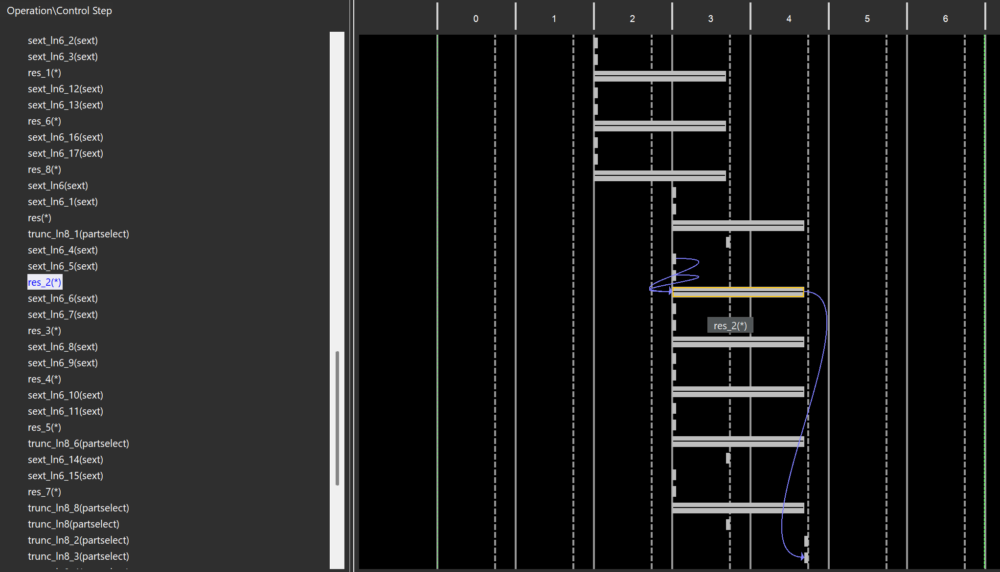 Operation\Control Step
0 1 2 3 4 5 6
sext_ln6_2(sext)
sext_ln6_3(sext)
res_1(*)
sext_ln6_12(sext)
sext_ln6_13(sext)
res_6(*)
sext_ln6_16(sext)
sext_ln6_17(sext)
res_8(*)
sext_ln6(sext)
sext_ln6_1(sext)
res(*)
trunc_ln8_1(partselect)
sext_ln6_4(sext)
sext_ln6_5(sext)
res_2(*)
sext_ln6_6(sext)
sext_ln6_7(sext)
res_3(*)
sext_ln6_8(sext)
sext_ln6_9(sext)
res_4(*)
sext_ln6_10(sext)
sext_ln6_11(sext)
res_5(*)
trunc_ln8_6(partselect)
sext_ln6_14(sext)
sext_ln6_15(sext)
res_7(*)
trunc_ln8_8(partselect)
trunc_ln8(partselect)
trunc_ln8_2(partselect)
trunc_ln8_3(partselect)
res_2(*)